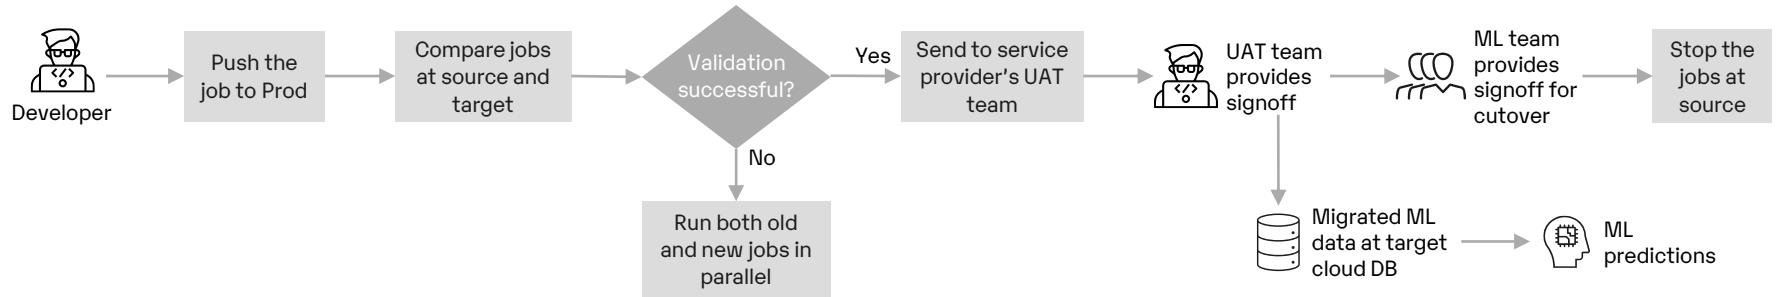 Developer
Push the
job to Prod
Compare jobs
at source and
target
Validation
successful?
Yes
No
Run both old
and new jobs in
parallel
Send to service
provider's UAT
team
UAT team
provides
signoff
ML team
provides
signoff for
cutover
Stop the
jobs at
source
Migrated ML
data at target
cloud DB
ML
predictions